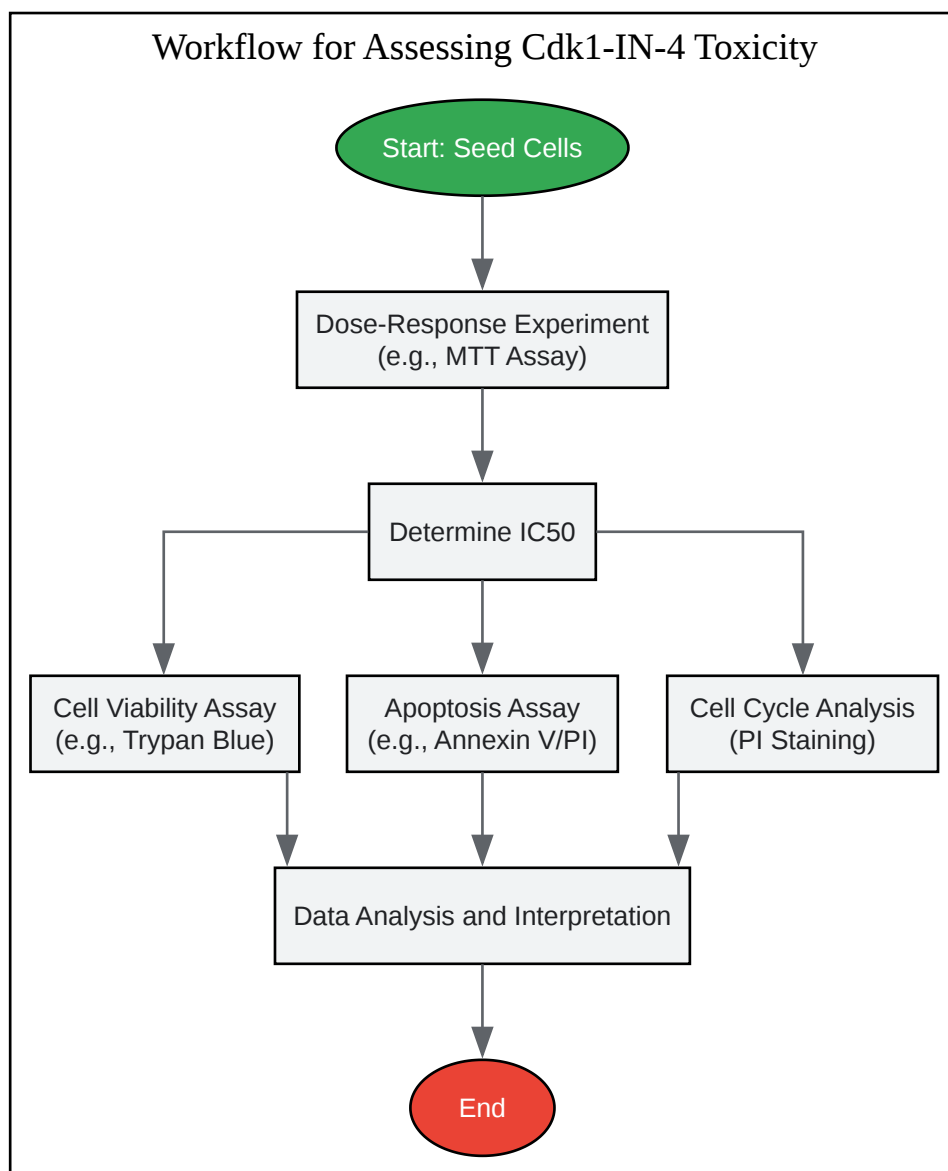 Workflow for Assessing Cdk1-IN-4 Toxicity
Start: Seed Cells
Dose-Response Experiment
(e.g., MTT Assay)
Determine IC50
Cell Viability Assay
(e.g., Trypan Blue)
Apoptosis Assay
(e.g., Annexin V/PI)
Cell Cycle Analysis
(PI Staining)
Data Analysis and Interpretation
End